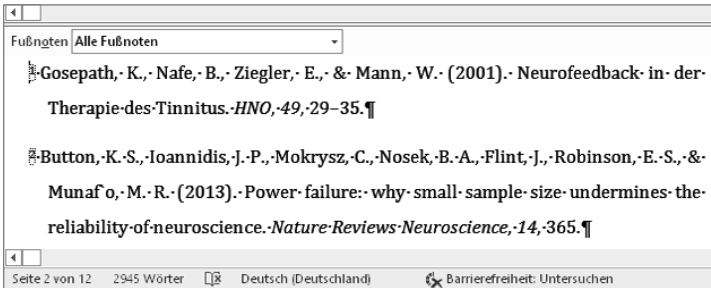 Fußnoten Alle Fußnoten
Gosepath, K., Nafe, B., Ziegler, E., & Mann, W. (2001). Neurofeedback in der
Therapie des Tinnitus. HNO, 49, 29–35.¶
Button, K. S., Ioannidis, J. P., Mokrysz, C., Nosek, B. A., Flint, J., Robinson, E. S., &
Munaf`o, M. R. (2013). Power failure: why small sample size undermines the
reliability of neuroscience. Nature Reviews Neuroscience, 14, 365.¶
Seite 2 von 12 2945 Wörter Deutsch (Deutschland) Barrierefreiheit: Untersuchen